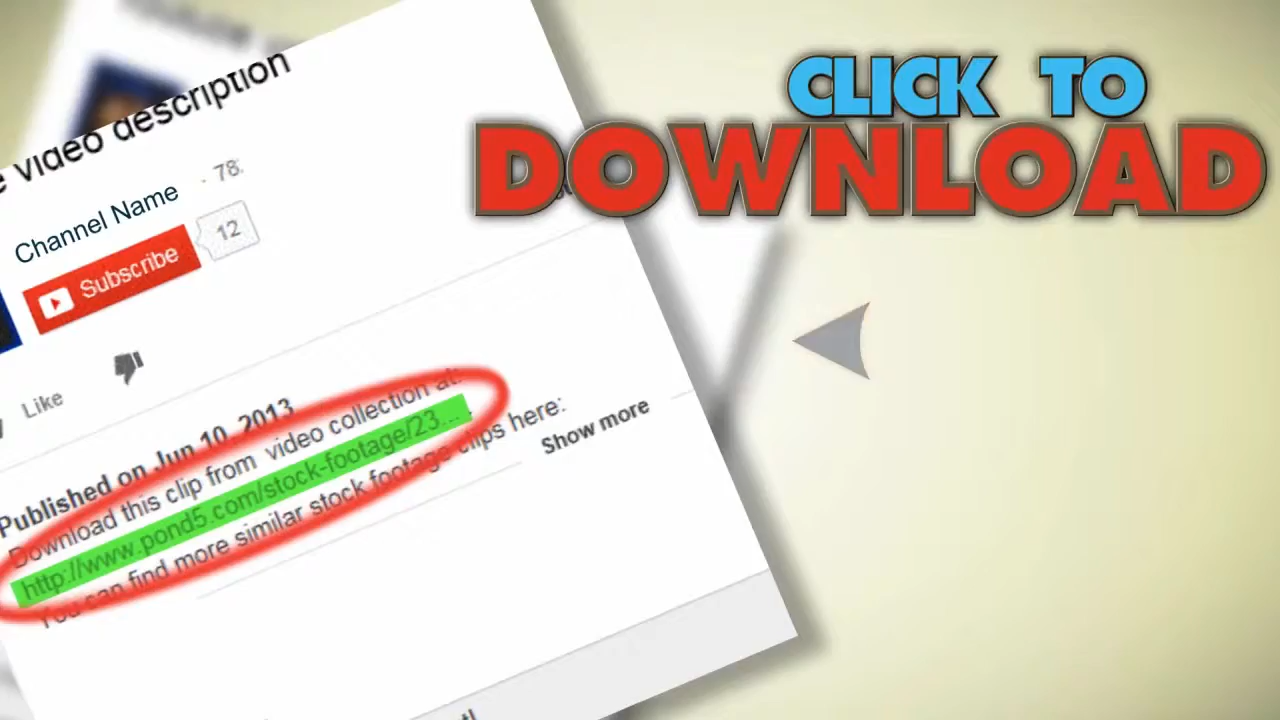 CLICK TO
DOWNLOAD
video description
Channel Name
78
Subscribe
12
Like
Published on Jun 10, 2013
Download this clip from video collection at:
http://www.pond5.com/stock-footage/23...
You can find more similar stock footage clips here:
Show more